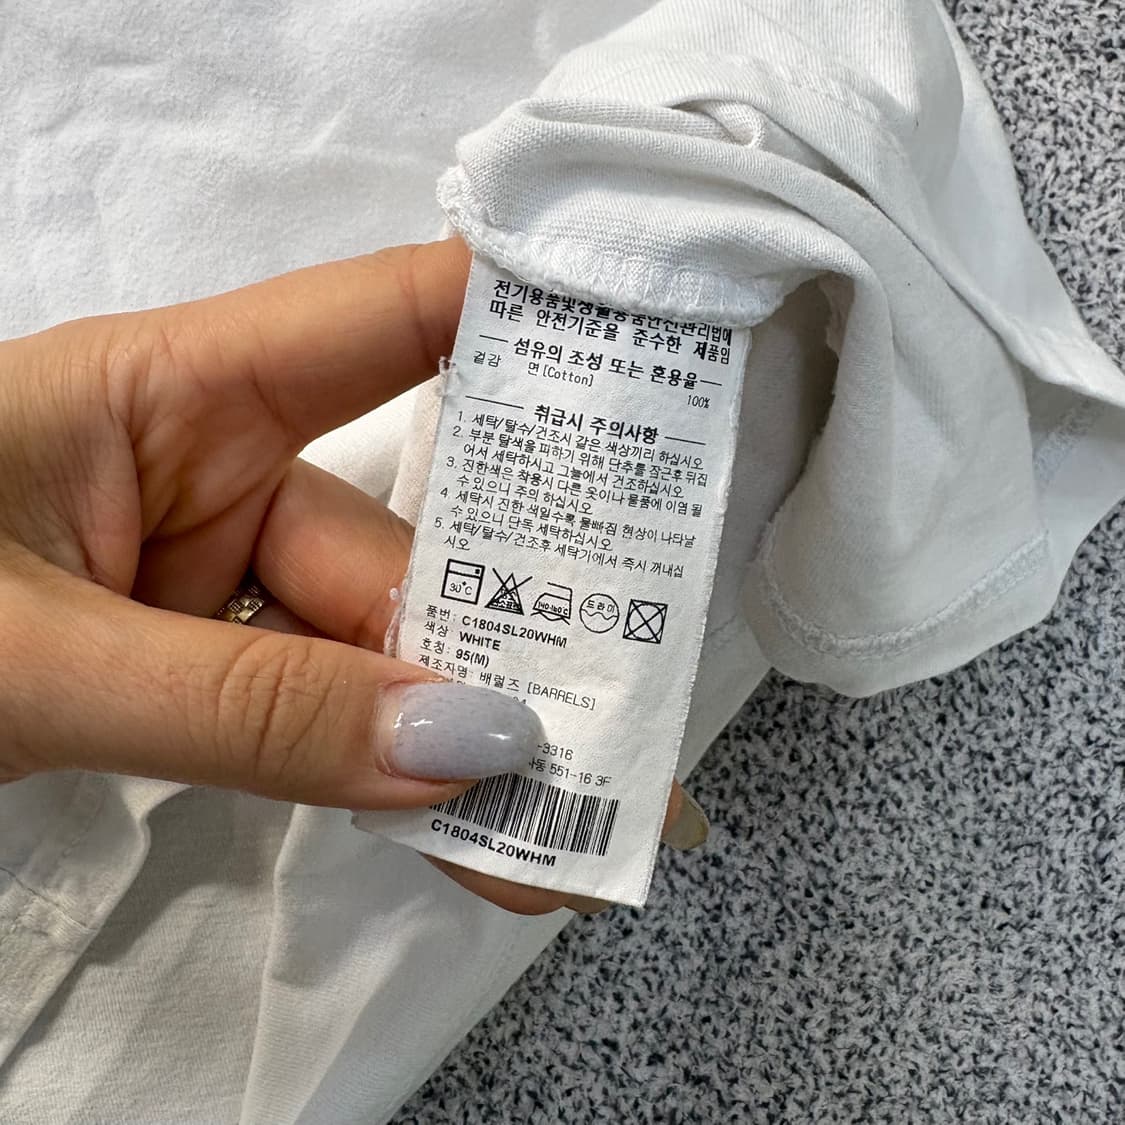 전기용품및생활용품안전관리법에
따른 안전기준을 준수한 제품임
섬유의 조성 또는 혼용율
겉감 면[Cotton]
100%
취급시 주의사항
1. 세탁/탈수/건조시 같은 색상끼리 하십시오
2. 부분 탈색을 피하기 위해 단추를 잠근후 뒤집
어서 세탁하시고 그늘에서 건조하십시오
3. 진한색은 착용시 다른 옷이나 물품에 이염 될
수 있으니 주의 하십시오
4. 세탁시 진한 색일수록 물빠짐 현상이 나타날
수 있으니 단독 세탁하십시오
5. 세탁/탈수/건조후 세탁기에서 즉시 꺼내십
시오
30℃ 염소표백 140~160℃ 드라이
품번: C1804SL20WHM
색상: WHITE
호칭: 95(M)
제조자명: 배럴즈 [BARRELS]
-3316
동 551-16 3F
C1804SL20WHM